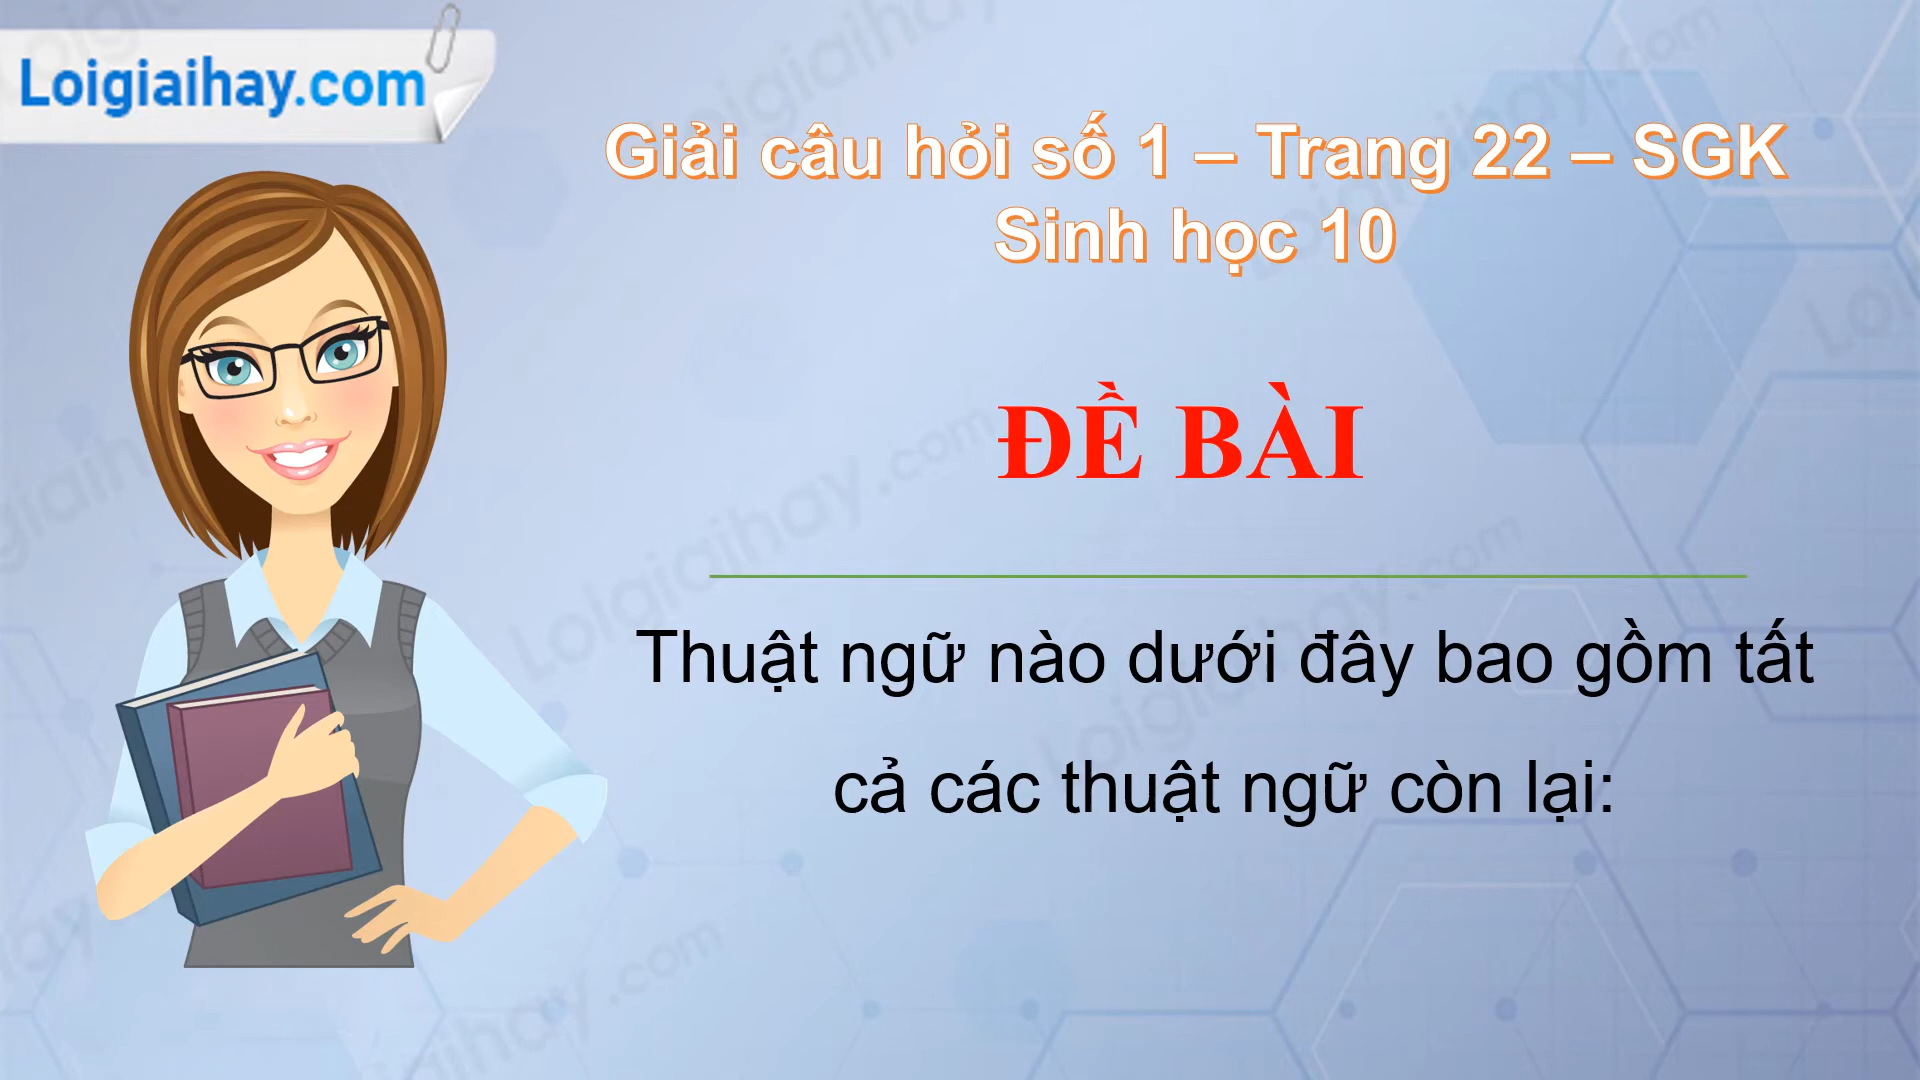 Loigiaihay.com
Giải câu hỏi số 1 – Trang 22 – SGK
Sinh học 10
ĐỀ BÀI
Thuật ngữ nào dưới đây bao gồm tất
cả các thuật ngữ còn lại: